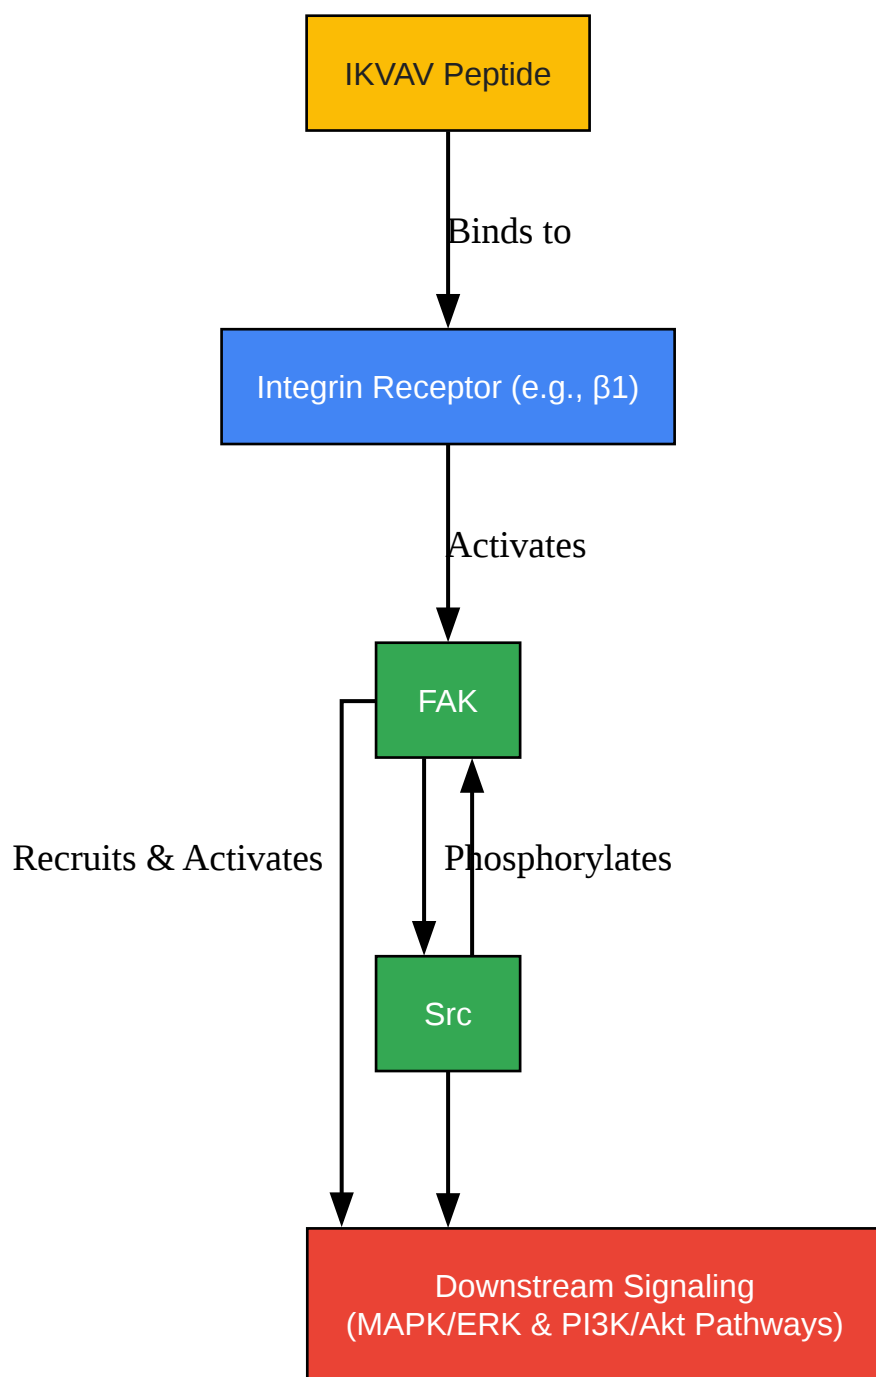 IKVAV Peptide
Binds to
Integrin Receptor (e.g., β1)
Activates
FAK
Recruits & Activates
Phosphorylates
Src
Downstream Signaling
(MAPK/ERK & PI3K/Akt Pathways)